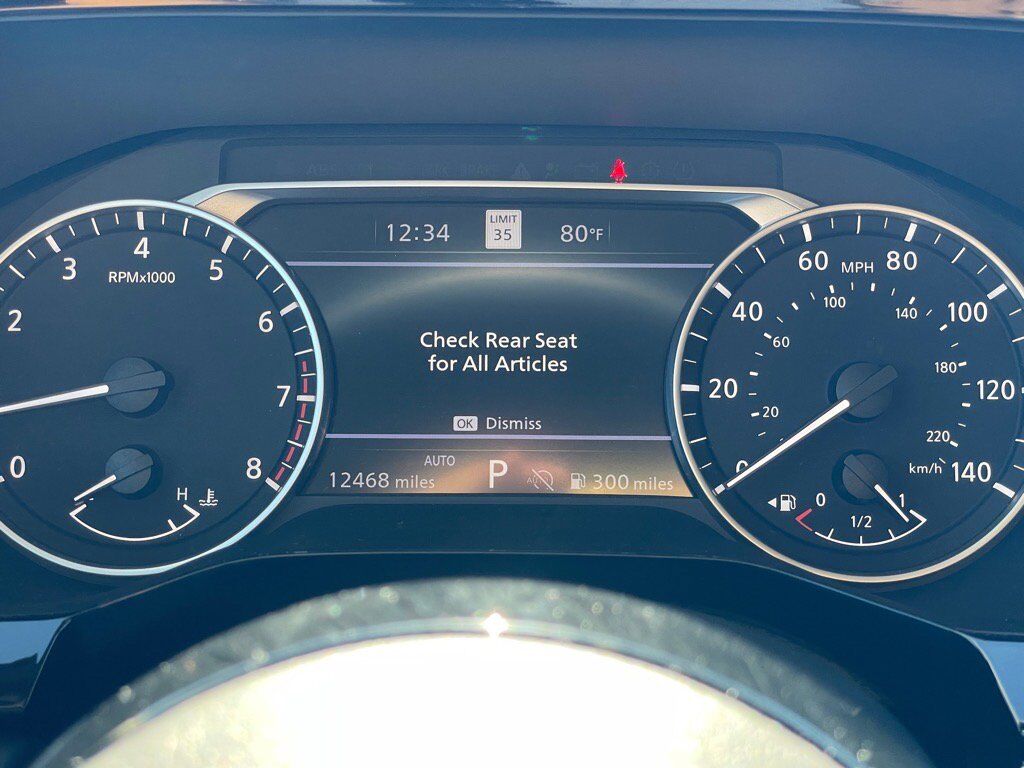 12:34
LIMIT
35
80°F
Check Rear Seat
for All Articles
OK Dismiss
AUTO
12468 miles
P
300 miles
0
2
3
4
5
6
7
8
RPMx1000
H
0
20
40
60
80
100
120
140
MPH
20
60
100
140
180
220
km/h
0
1/2
1